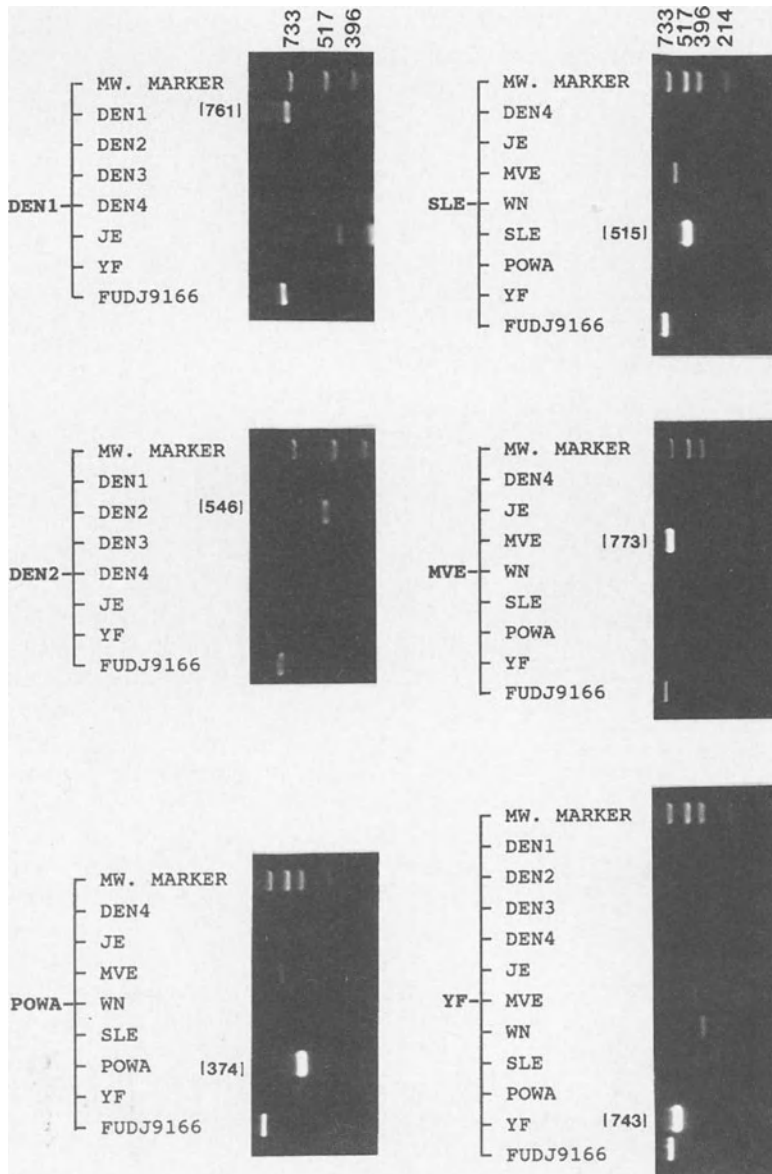 733 517 396
MW. MARKER
DEN1 [761]
DEN2
DEN3
DEN1 DEN4
JE
YF
FUDJ9166
733 517 396 214
MW. MARKER
DEN4
JE
MVE
SLE WN
SLE [515]
POWA
YF
FUDJ9166
MW. MARKER
DEN1
DEN2 [546]
DEN3
DEN2 DEN4
JE
YF
FUDJ9166
MW. MARKER
DEN4
JE
MVE [773]
MVE WN
SLE
POWA
YF
FUDJ9166
MW. MARKER
DEN4
JE
MVE
POWA WN
SLE
POWA [374]
YF
FUDJ9166
MW. MARKER
DEN1
DEN2
DEN3
DEN4
JE
YF MVE
WN
SLE
POWA
YF [743]
FUDJ9166